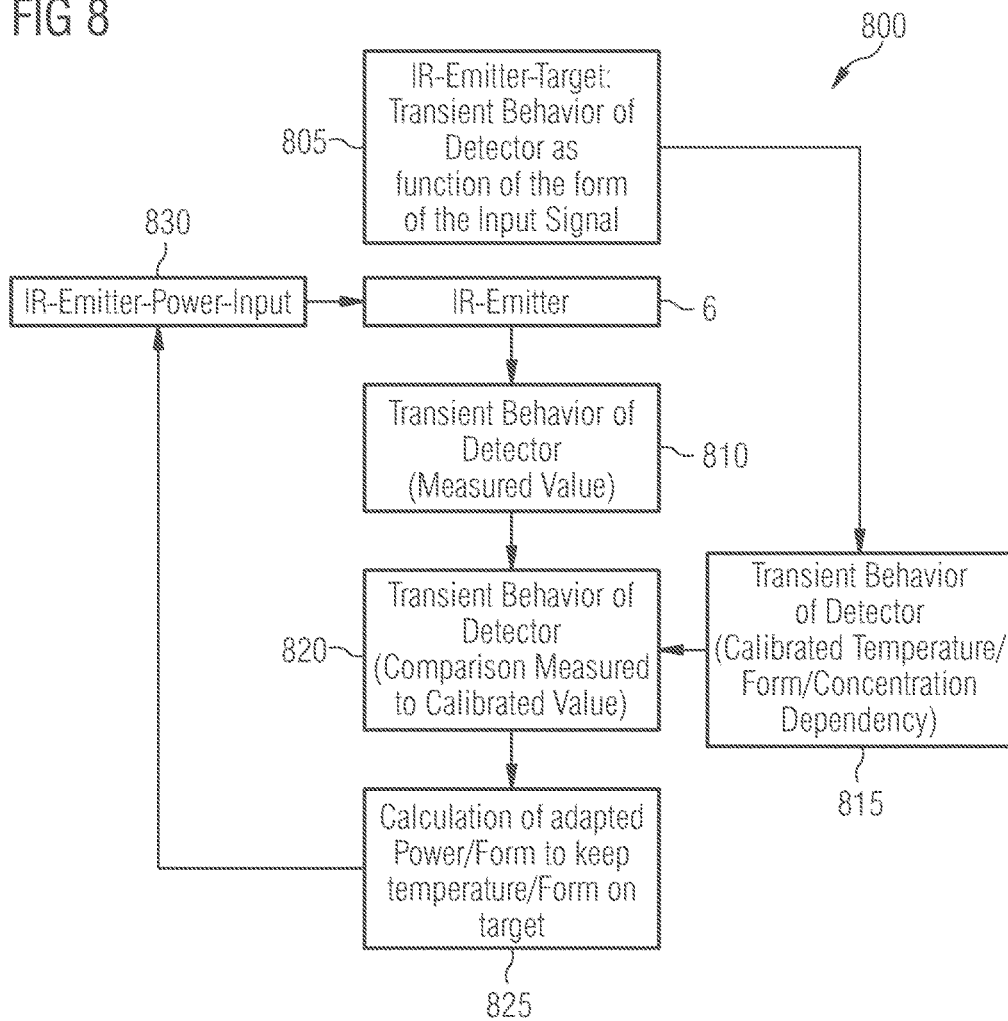 FIG 8
800
IR-Emitter-Target:
Transient Behavior of
Detector as
function of the form
of the Input Signal
805
830
IR-Emitter-Power-Input
IR-Emitter
6
Transient Behavior of
Detector
(Measured Value)
810
Transient Behavior of
Detector
(Comparison Measured
to Calibrated Value)
820
Transient Behavior
of Detector
(Calibrated Temperature/
Form/Concentration
Dependency)
815
Calculation of adapted
Power/Form to keep
temperature/Form on
target
825